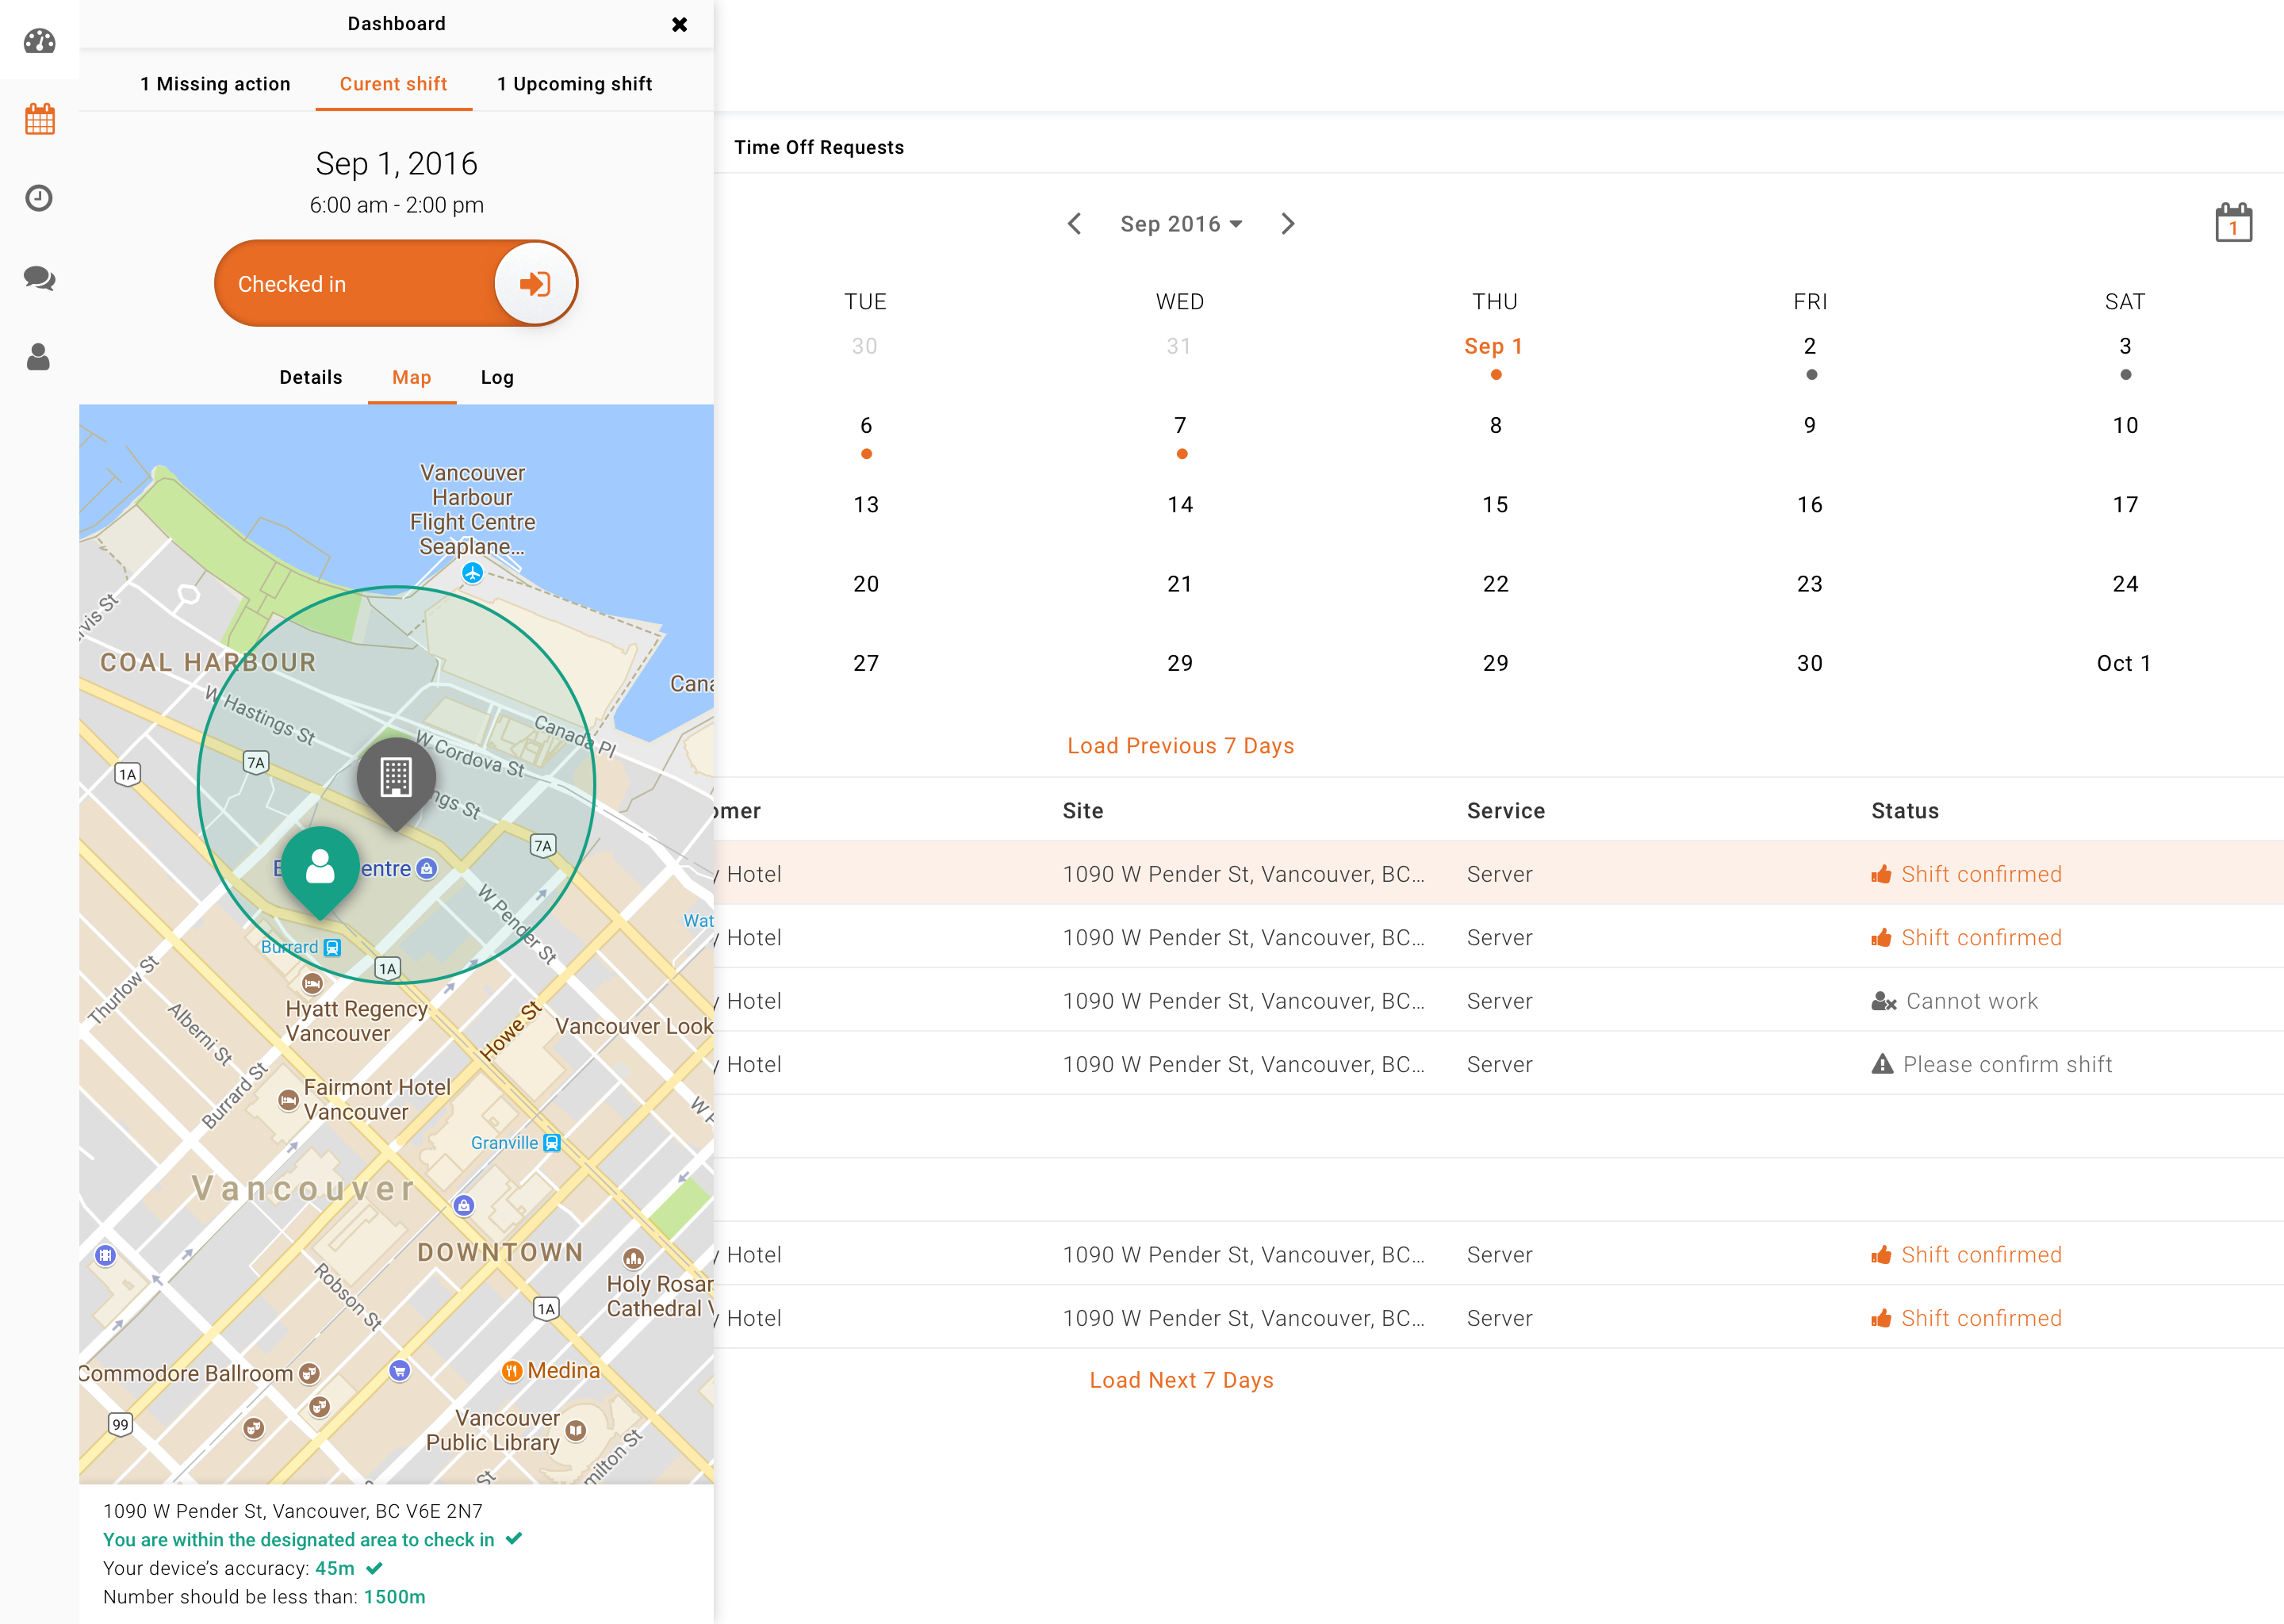 Dashboard
1 Missing action
Curent shift
1 Upcoming shift
Sep 1, 2016
6:00 am - 2:00 pm
Checked in
Details
Map
Log
Vancouver
Harbour
Flight Centre
Seaplane...
COAL HARBOUR
W Hastings St
Canada Pl
W Cordova St
7A
1A
7A
W Pender St
Burrard
1A
Hyatt Regency
Vancouver
Thurlow St
Alberni St
Howe St
Vancouver Look
Burrard St
Fairmont Hotel
Vancouver
Granville
Vancouver
DOWNTOWN
Robson St
1A
Holy Rosar
Cathedral
Commodore Ballroom
Medina
99
Vancouver
Public Library
1090 W Pender St, Vancouver, BC V6E 2N7
You are within the designated area to check in
Your device's accuracy: 45m
Number should be less than: 1500m
Time Off Requests
Sep 2016
1
TUE WED THU FRI SAT
30 31 Sep 1 2 3
6 7 8 9 10
13 14 15 16 17
20 21 22 23 24
27 29 29 30 Oct 1
Load Previous 7 Days
omer Site Service Status
y Hotel 1090 W Pender St, Vancouver, BC... Server Shift confirmed
y Hotel 1090 W Pender St, Vancouver, BC... Server Shift confirmed
y Hotel 1090 W Pender St, Vancouver, BC... Server Cannot work
y Hotel 1090 W Pender St, Vancouver, BC... Server Please confirm shift
y Hotel 1090 W Pender St, Vancouver, BC... Server Shift confirmed
y Hotel 1090 W Pender St, Vancouver, BC... Server Shift confirmed
Load Next 7 Days